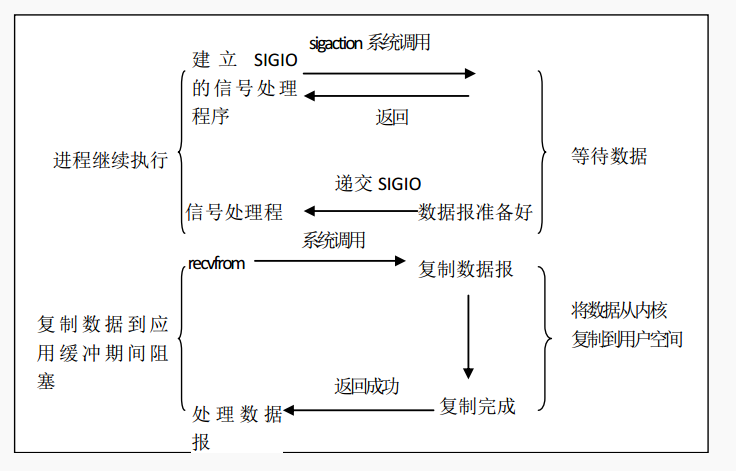 sigaction 系统调用
建立 SIGIO
的信号处理
程序
返回
进程继续执行
等待数据
递交 SIGIO
信号处理程
数据报准备好
系统调用
recvfrom
复制数据报
复制数据到应
用缓冲期间阻
塞
将数据从内核
复制到用户空间
返回成功
复制完成
处理数据
报